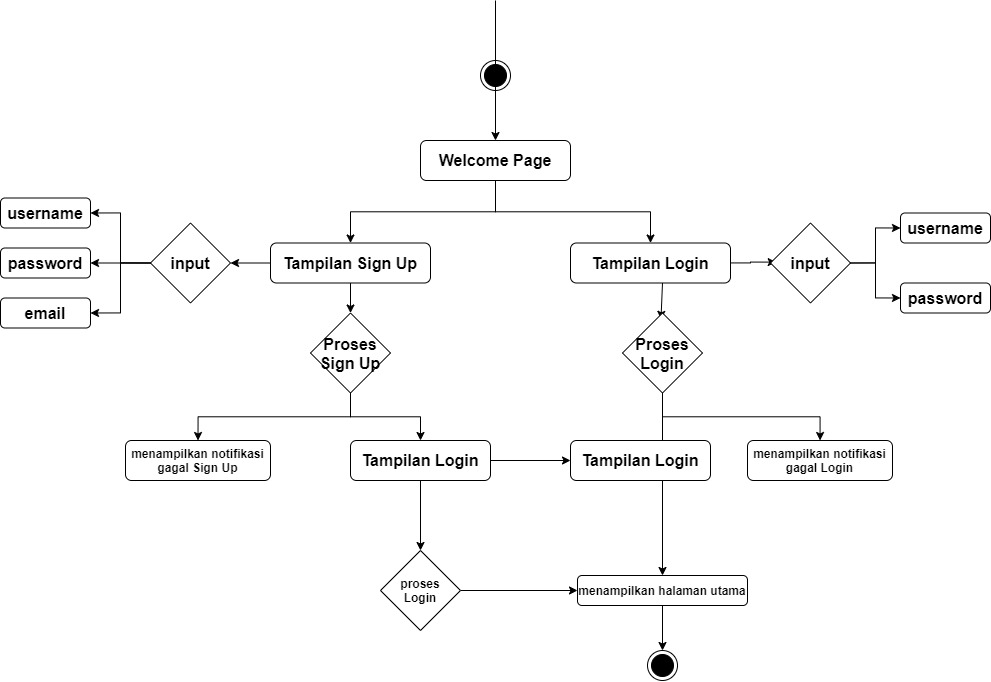 Welcome Page
username
password
email
input
Tampilan Sign Up
Tampilan Login
input
username
password
Proses
Sign Up
Proses
Login
menampilkan notifikasi
gagal Sign Up
Tampilan Login
Tampilan Login
menampilkan notifikasi
gagal Login
proses
Login
menampilkan halaman utama